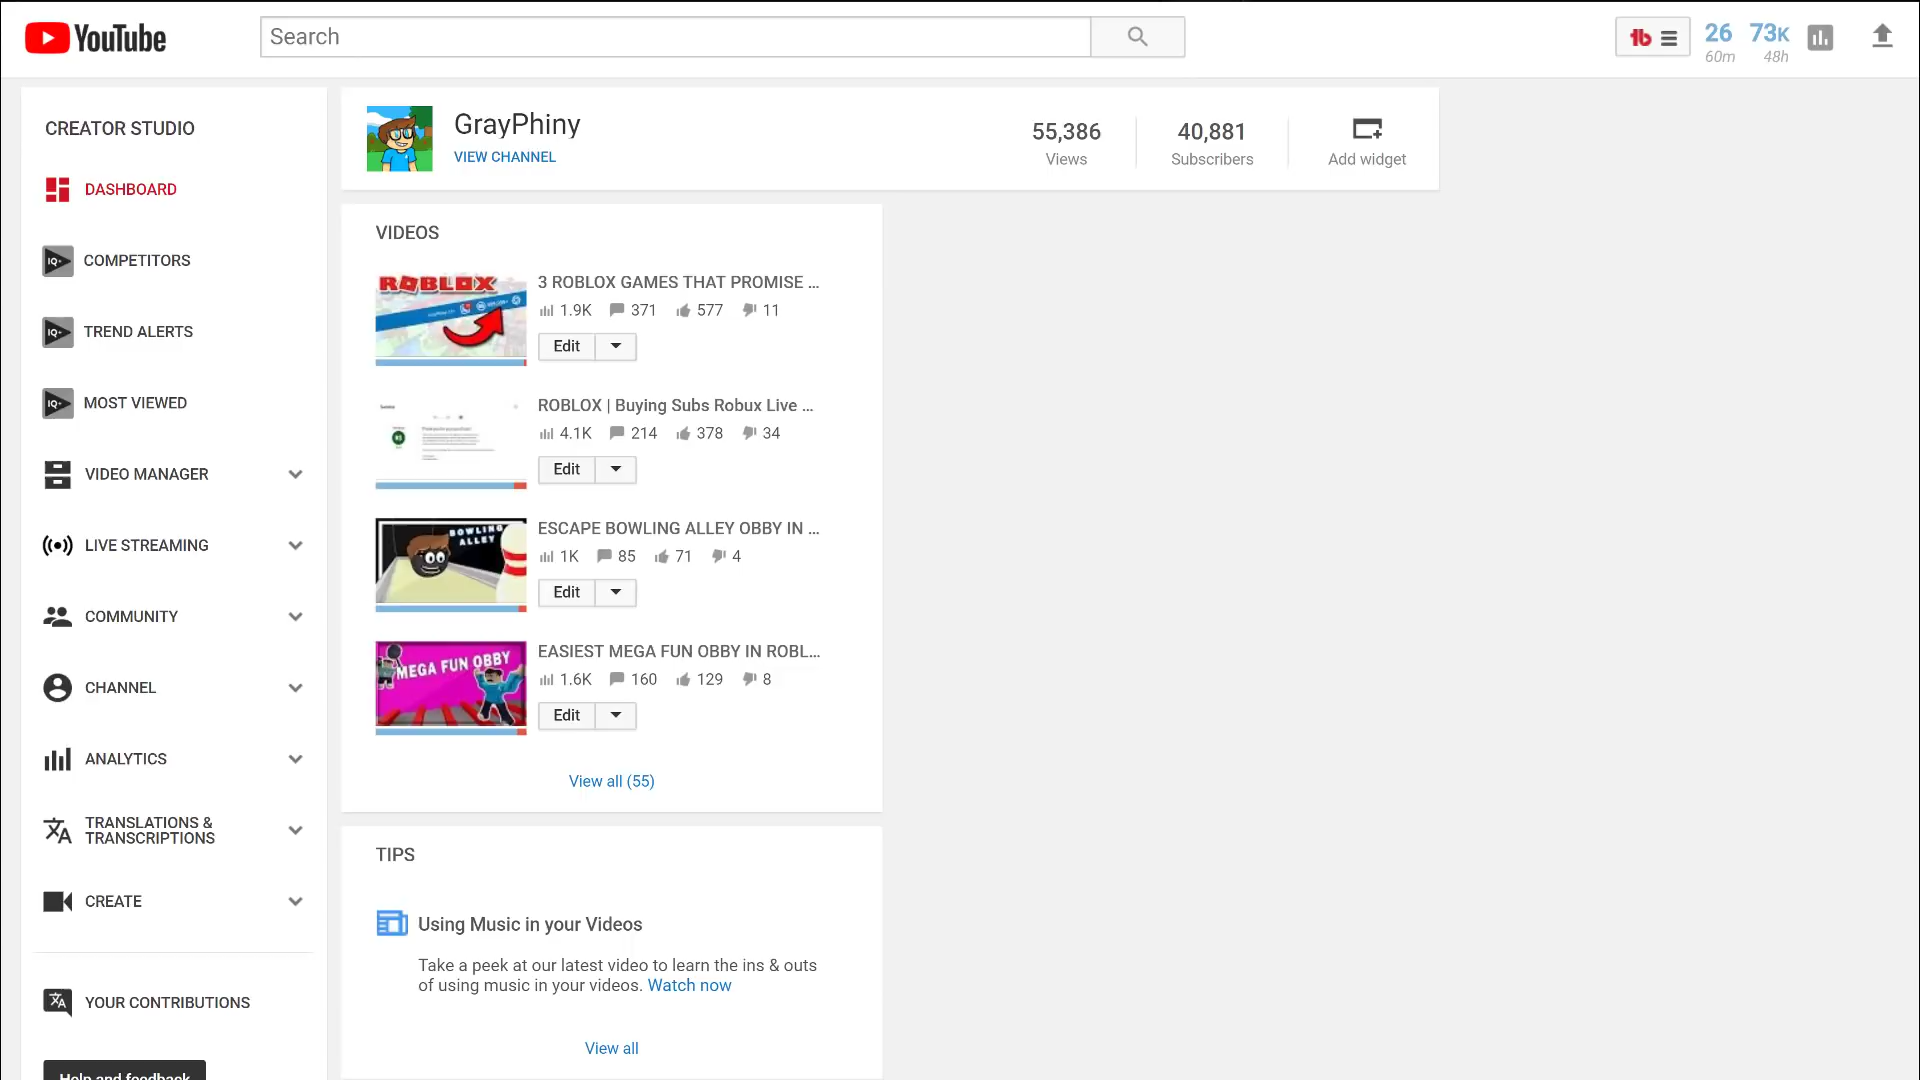 YouTube
Search
26 73K
60m 48h
CREATOR STUDIO
DASHBOARD
COMPETITORS
TREND ALERTS
MOST VIEWED
VIDEO MANAGER
LIVE STREAMING
COMMUNITY
CHANNEL
ANALYTICS
TRANSLATIONS &
TRANSCRIPTIONS
CREATE
YOUR CONTRIBUTIONS
Help and feedback
GrayPhiny
VIEW CHANNEL
55,386
Views
40,881
Subscribers
Add widget
VIDEOS
ROBLOX
3 ROBLOX GAMES THAT PROMISE ...
1.9K 371 577 11
Edit
ROBLOX | Buying Subs Robux Live ...
4.1K 214 378 34
Edit
BOWLING
ALLEY
ESCAPE BOWLING ALLEY OBBY IN ...
1K 85 71 4
Edit
MEGA FUN OBBY
EASIEST MEGA FUN OBBY IN ROBL...
1.6K 160 129 8
Edit
View all (55)
TIPS
Using Music in your Videos
Take a peek at our latest video to learn the ins & outs
of using music in your videos. Watch now
View all